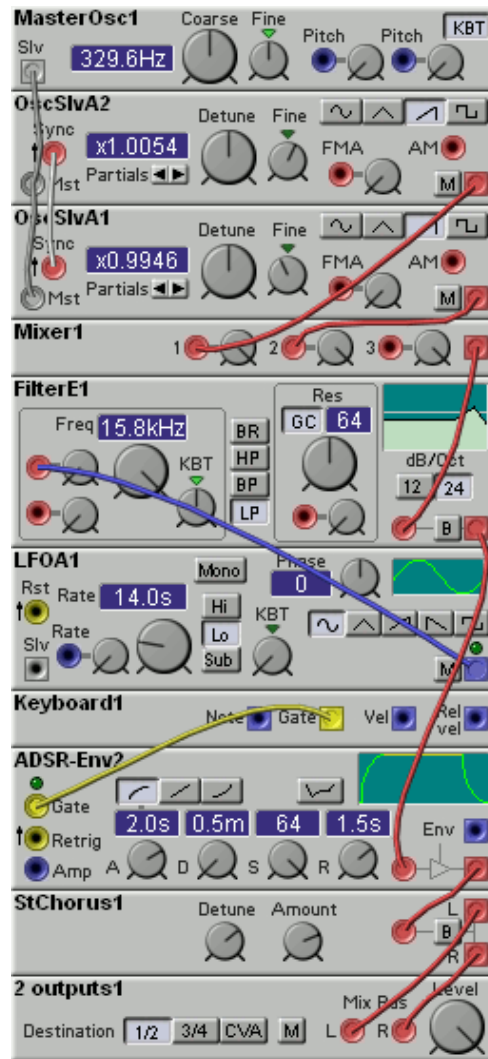 MasterOsc1
Coarse Fine Pitch Pitch KBT
Slv 329.6Hz
OscSlvA2
Sync Detune Fine
x1.0054 FMA AM
Partials M
Mst
OscSlvA1
Sync Detune Fine
x0.9946 FMA AM
Partials M
Mst
Mixer1
1 2 3
FilterE1
Freq 15.8kHz KBT
BR
HP
BP
LP
Res
GC 64
dB/Oct
12 24
B
LFOA1
Mono Phase
0
Rst Rate 14.0s
Hi
Lo
Sub
KBT
Slv Rate
M
Keyboard1
Note Gate Vel Rel vel
ADSR-Env2
Gate
2.0s 0.5m 64 1.5s
Env
Retrig
Amp A D S R
StChorus1
Detune Amount
L
B
R
2 outputs1
Level
Mix Bus
Destination 1/2 3/4 CVA M L R